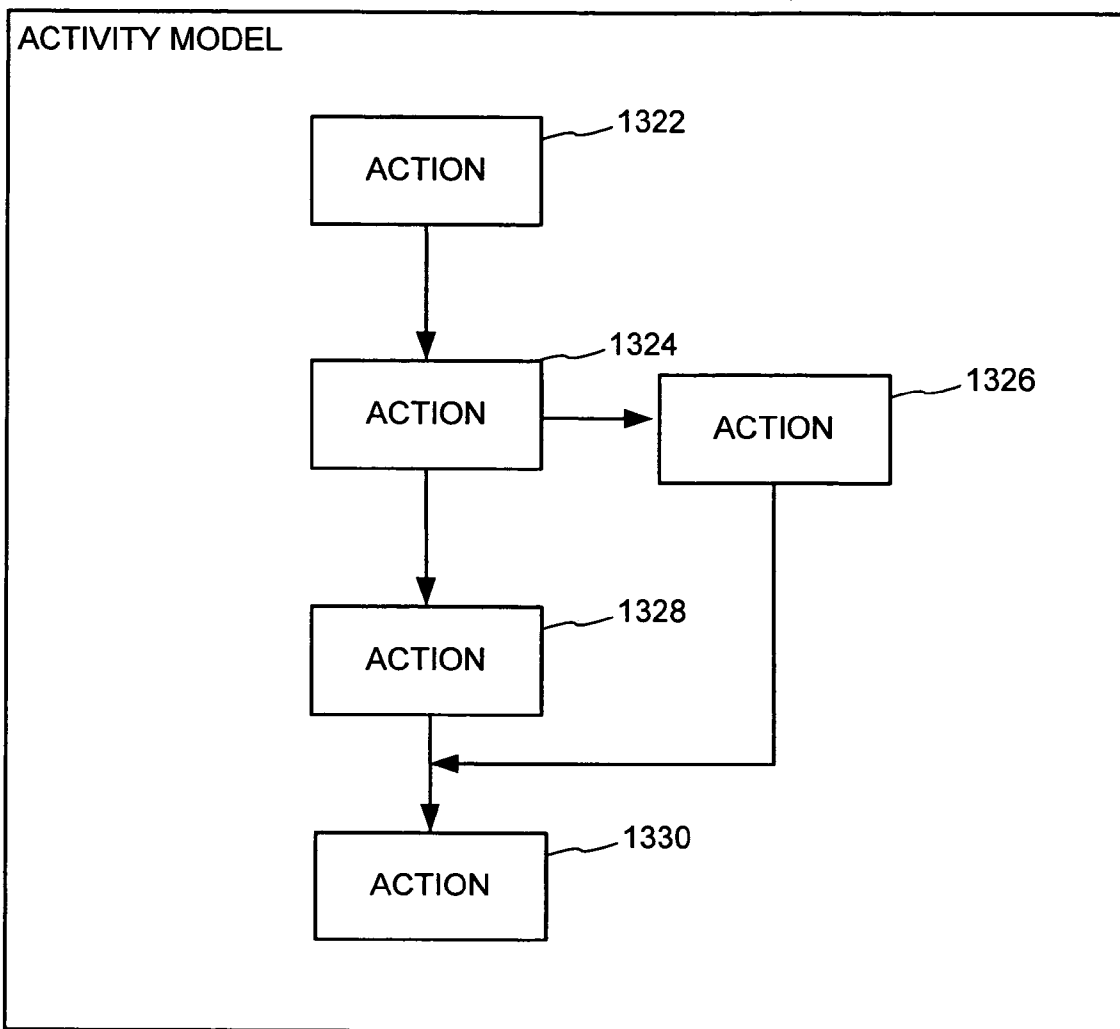 ACTIVITY MODEL
1322
ACTION
1324
ACTION
1326
ACTION
1328
ACTION
1330
ACTION